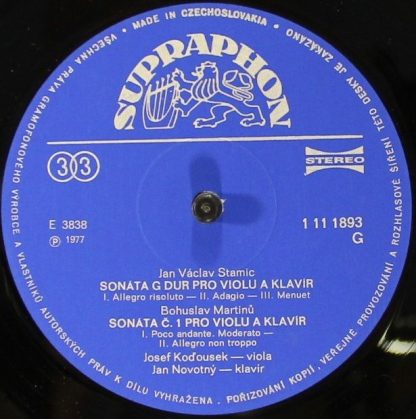 MADE IN CZECHOSLOVAKIA • VŠECHNA PRÁVA GRAMOFONOVÉHO VÝROBCE A VLASTNÍKŮ AUTORSKÝCH PRÁV K DÍLU VYHRAŽENA. POŘIZOVÁNÍ KOPIÍ, VEŘEJNÉ PROVOZOVÁNÍ A ROZHLASOVÉ ŠÍŘENÍ TÉTO DESKY JE ZAKÁZÁNO •
SUPRAPHON
33
STEREO
E 3838
1 11 1893
Ⓟ 1977
G
Jan Václav Stamic
SONÁTA G DUR PRO VIOLU A KLAVÍR
I. Allegro risoluto — II. Adagio — III. Menuet
Bohuslav Martinů
SONÁTA Č. 1 PRO VIOLU A KLAVÍR
I. Poco andante. Moderato —
II. Allegro non troppo
Josef Koďousek — viola
Jan Novotný — klavír